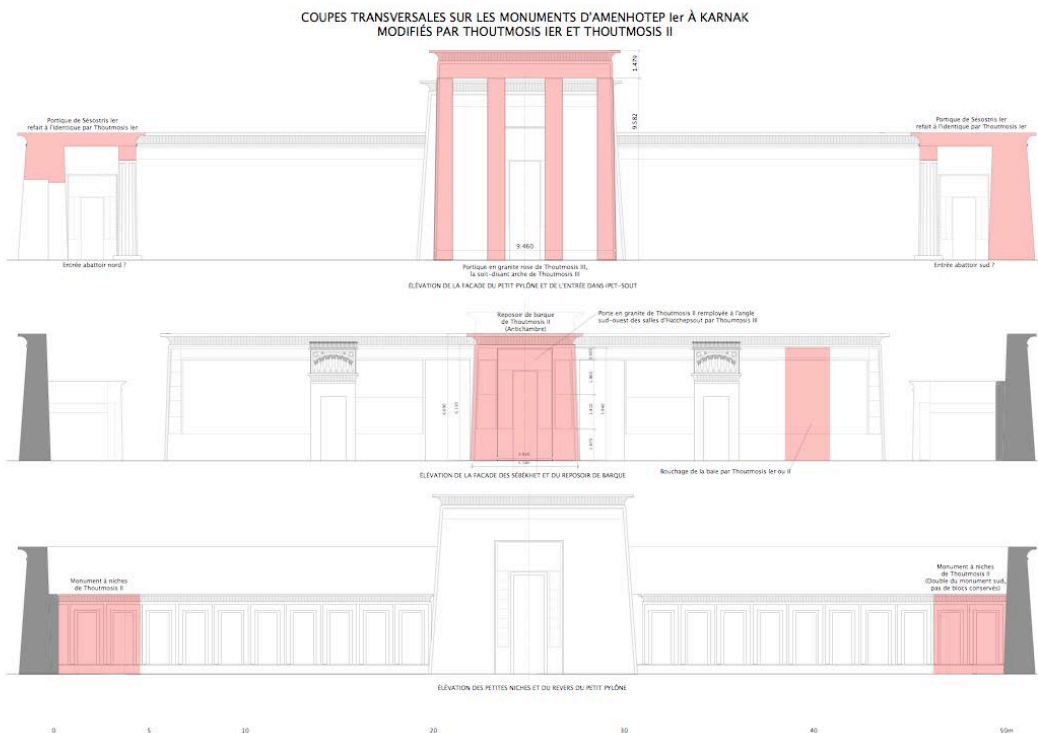 COUPES TRANSVERSALES SUR LES MONUMENTS D'AMENHOTEP Ier À KARNAK
MODIFIÉS PAR THOUTMOSIS IER ET THOUTMOSIS II
1.479
9.582
Portique de Sésostris Ier
refait à l'identique par Thoutmosis Ier
Portique de Sésostris Ier
refait à l'identique par Thoutmosis Ier
9.460
Entrée abattoir nord ?
Portique en granite rose de Thoutmosis III,
la soit-disant arche de Thoutmosis III
Entrée abattoir sud ?
ÉLÉVATION DE LA FACADE DU PETIT PYLÔNE ET DE L'ENTRÉE DANS IPET-SOUT
Reposoir de barque
de Thoutmosis II
(Antichambre)
Porte en granite de Thoutmosis II remployée à l'angle
sud-ouest des salles d'Hatchepsout par Thoumtosis III
ÉLÉVATION DE LA FACADE DES SÉBEKHET ET DU REPOSOIR DE BARQUE
Bouchage de la baie par Thoutmosis Ier ou II
Monument à niches
de Thoutmosis II
Monument à niches
de Thoutmosis II
(Double du monument sud,
pas de blocs conservés)
ÉLÉVATION DES PETITES NICHES ET DU REVERS DU PETIT PYLÔNE
0 5 10 20 30 40 50m